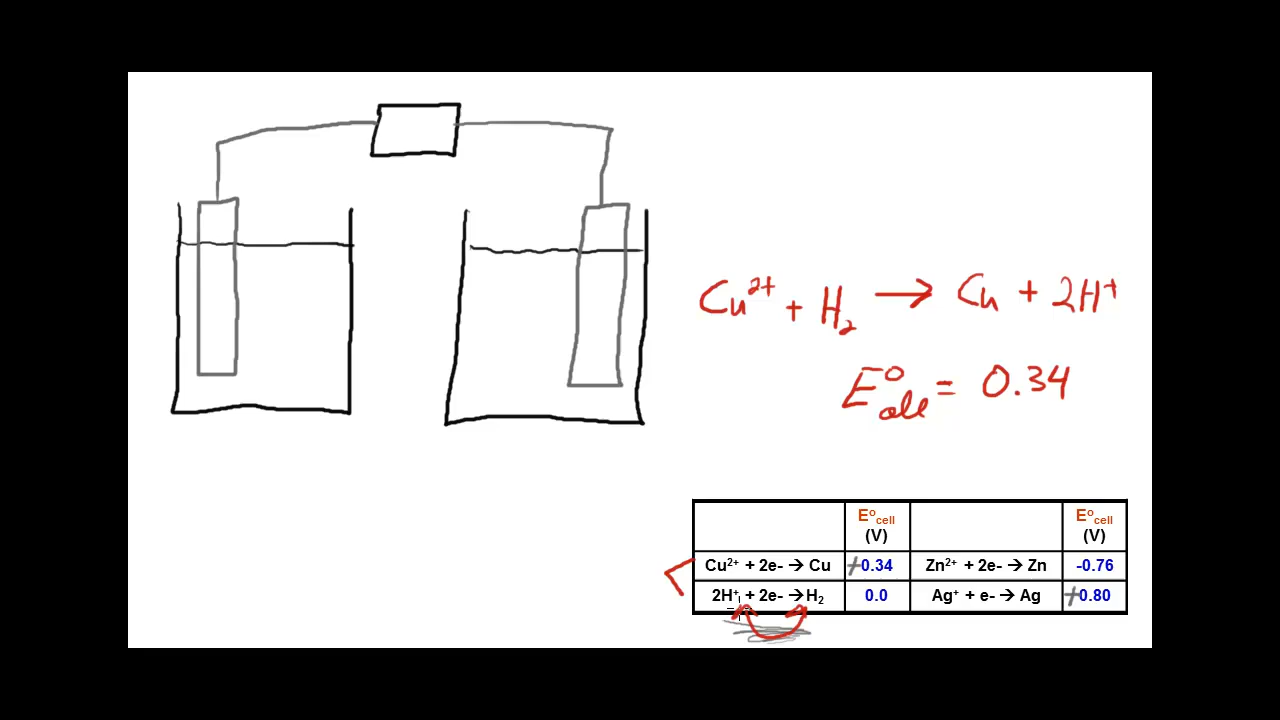 Cu²⁺ + H₂ → Cu + 2H⁺
E°cell = 0.34
E°cell (V) E°cell (V)
Cu²⁺ + 2e- → Cu +0.34 Zn²⁺ + 2e- → Zn -0.76
2H⁺ + 2e- → H₂ 0.0 Ag⁺ + e- → Ag +0.80